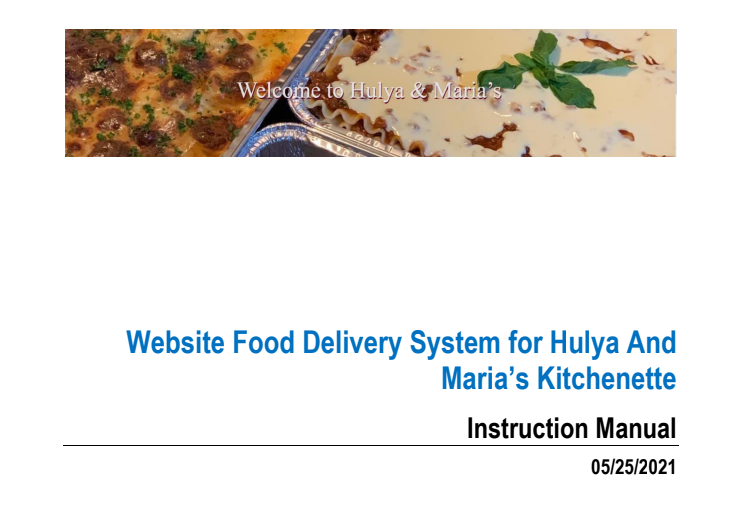 Welcome to Hulya & Maria's
Website Food Delivery System for Hulya And
Maria’s Kitchenette
Instruction Manual
05/25/2021